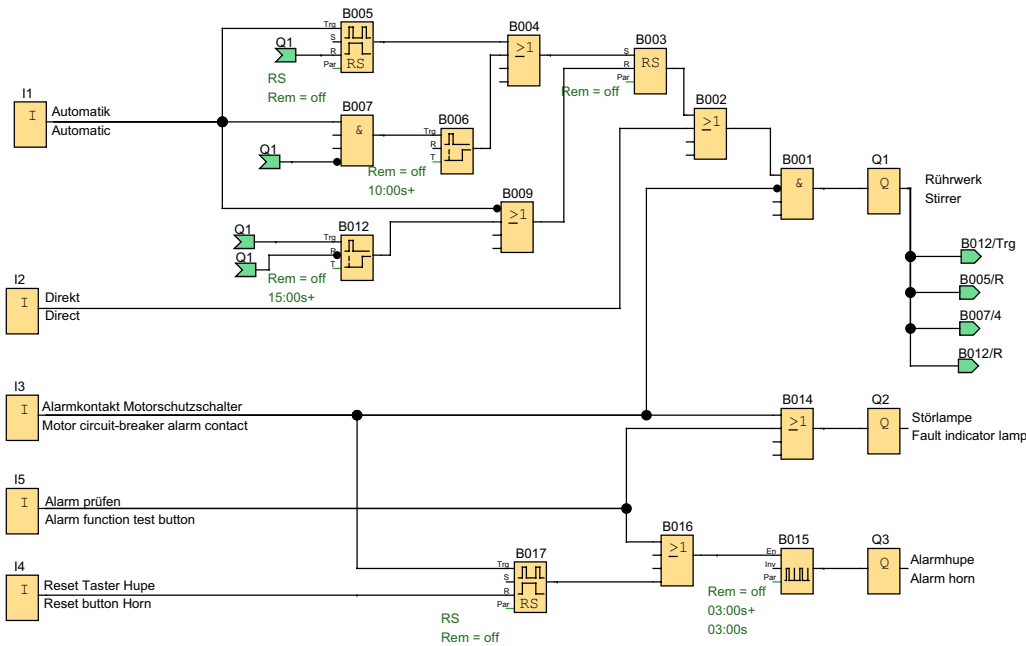 B005
Trg
S
R
Par
RS
Q1
RS
Rem = off
B004
>1
B003
S
R
Par
RS
Rem = off
I1
I
Automatik
Automatic
B007
&
Q1
B006
Trg
R
T
Rem = off
10:00s+
B002
>1
B001
&
Q1
Q
Rührwerk
Stirrer
B009
>1
Q1
Q1
B012
Trg
R
T
Rem = off
15:00s+
B012/Trg
B005/R
B007/4
B012/R
I2
I
Direkt
Direct
I3
I
Alarmkontakt Motorschutzschalter
Motor circuit-breaker alarm contact
B014
>1
Q2
Q
Störlampe
Fault indicator lamp
I5
I
Alarm prüfen
Alarm function test button
B016
>1
B015
En
Inv
Par
Rem = off
03:00s+
03:00s
Q3
Q
Alarmhupe
Alarm horn
I4
I
Reset Taster Hupe
Reset button Horn
B017
Trg
S
R
Par
RS
RS
Rem = off